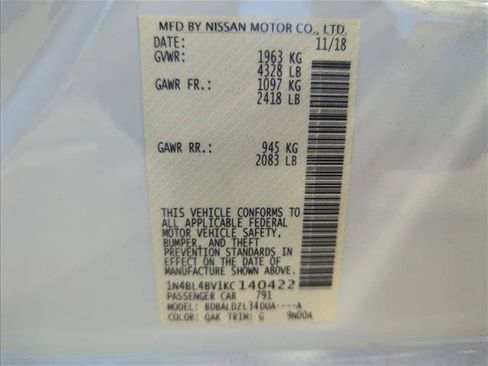 MFD BY NISSAN MOTOR CO., LTD.
DATE: 11/18
GVWR: 1963 KG
4328 LB
GAWR FR.: 1097 KG
2418 LB
GAWR RR.: 945 KG
2083 LB
THIS VEHICLE CONFORMS TO
ALL APPLICABLE FEDERAL
MOTOR VEHICLE SAFETY,
BUMPER, AND THEFT
PREVENTION STANDARDS IN
EFFECT ON THE DATE OF
MANUFACTURE SHOWN ABOVE.
1N4BL4BV1KC140422
PASSENGER CAR 791
MODEL: BDBALDZL34DUA----A
COLOR: QAK TRIM: G 9N00A